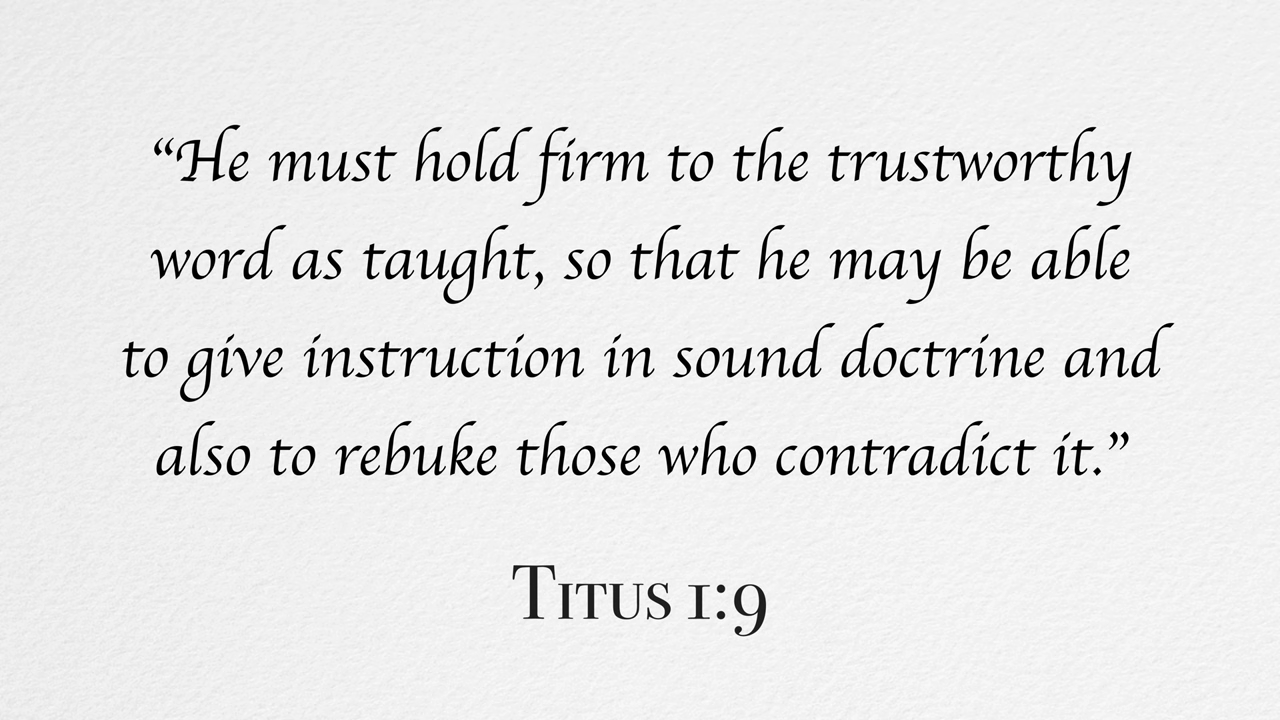 “He must hold firm to the trustworthy
word as taught, so that he may be able
to give instruction in sound doctrine and
also to rebuke those who contradict it.”
Titus 1:9